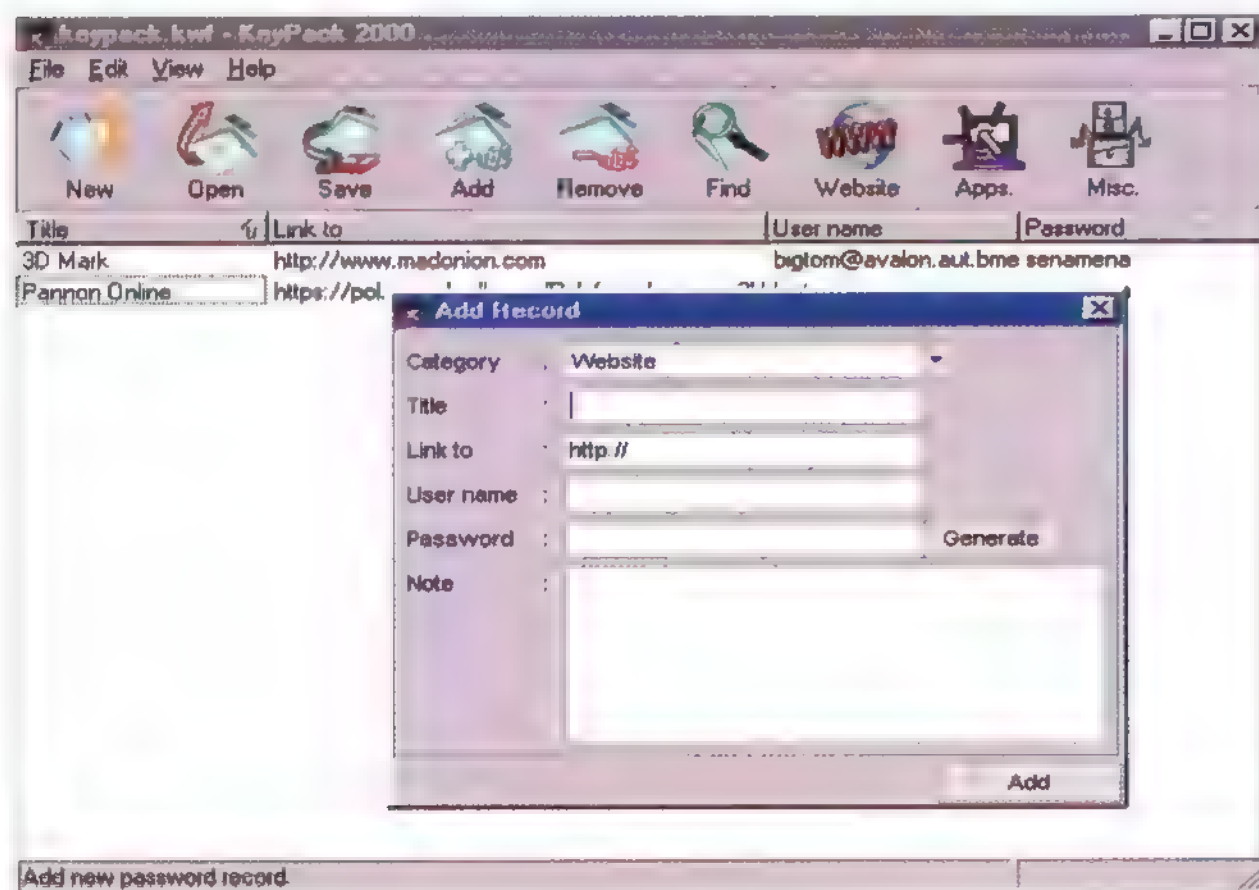 keypack.kwf - KeyPack 2000
File Edit View Help
New Open Save Add Remove Find Website Apps. Misc.
Title Link to User name Password
3D Mark http://www.madonion.com bigtom@avalon.aut.bme senamena
Pannon Online https://pol.
Add Record
Category : Website
Title :
Link to : http://
User name :
Password : Generate
Note :
Add
Add new password record.